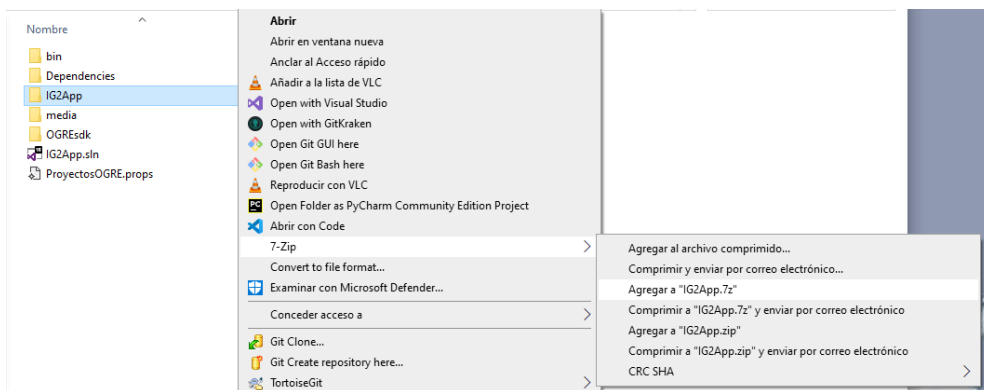 Nombre
bin
Dependencies
IG2App
media
OGREsdk
IG2App.sln
ProyectosOGRE.props
Abrir
Abrir en ventana nueva
Anclar al Acceso rápido
Añadir a la lista de VLC
Open with Visual Studio
Open with GitKraken
Open Git GUI here
Open Git Bash here
Reproducir con VLC
PC Open Folder as PyCharm Community Edition Project
Abrir con Code
7-Zip
Convert to file format...
Examinar con Microsoft Defender...
Conceder acceso a
Git Clone...
Git Create repository here...
TortoiseGit
Agregar al archivo comprimido...
Comprimir y enviar por correo electrónico...
Agregar a "IG2App.7z"
Comprimir a "IG2App.7z" y enviar por correo electrónico
Agregar a "IG2App.zip"
Comprimir a "IG2App.zip" y enviar por correo electrónico
CRC SHA